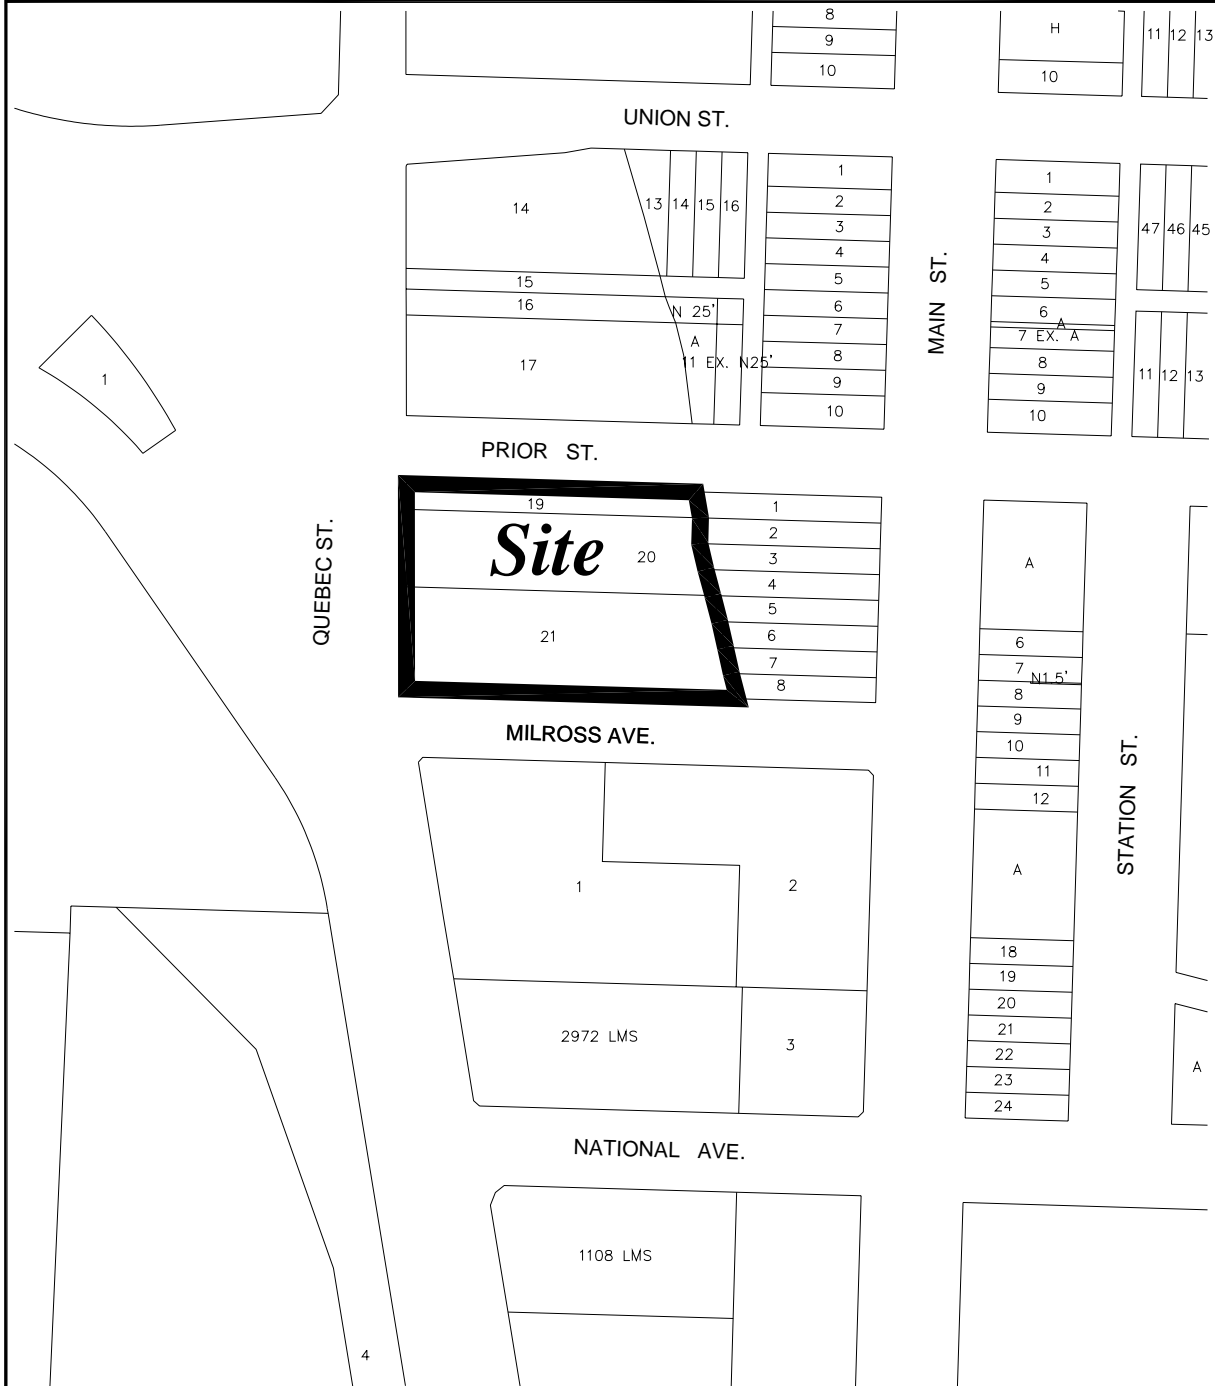 8
9
10
H
10
11 12 13
UNION ST.
14
13 14 15 16
15
16
N 25'
A
11 EX. N25'
17
1
2
3
4
5
6
7
8
9
10
MAIN ST.
1
2
3
4
5
6
A
7 EX. A
8
9
10
47 46 45
11 12 13
1
PRIOR ST.
QUEBEC ST.
19
Site
20
21
1
2
3
4
5
6
7
8
A
6
7
N1.5'
8
9
10
11
12
A
18
19
20
21
22
23
24
STATION ST.
MILROSS AVE.
1
2
2972 LMS
3
A
NATIONAL AVE.
1108 LMS
4